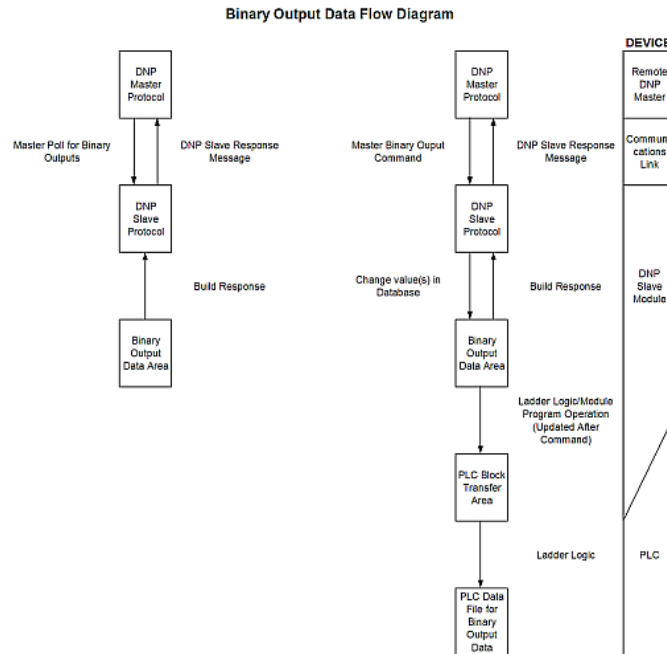 Binary Output Data Flow Diagram
DEVICE
DNP
Master
Protocol
DNP
Master
Protocol
Remote
DNP
Master
Master Poll for Binary
Outputs
DNP Slave Response
Message
Master Binary Ouput
Command
DNP Slave Response
Message
Commun
cations
Link
DNP
Slave
Protocol
DNP
Slave
Protocol
Build Response
Change value(s) in
Database
Build Response
DNP
Slave
Module
Binary
Output
Data Area
Binary
Output
Data Area
Ladder Logic/Module
Program Operation
(Updated After
Command)
PLC Block
Transfer
Area
Ladder Logic
PLC
PLC Data
File for
Binary
Output
Data